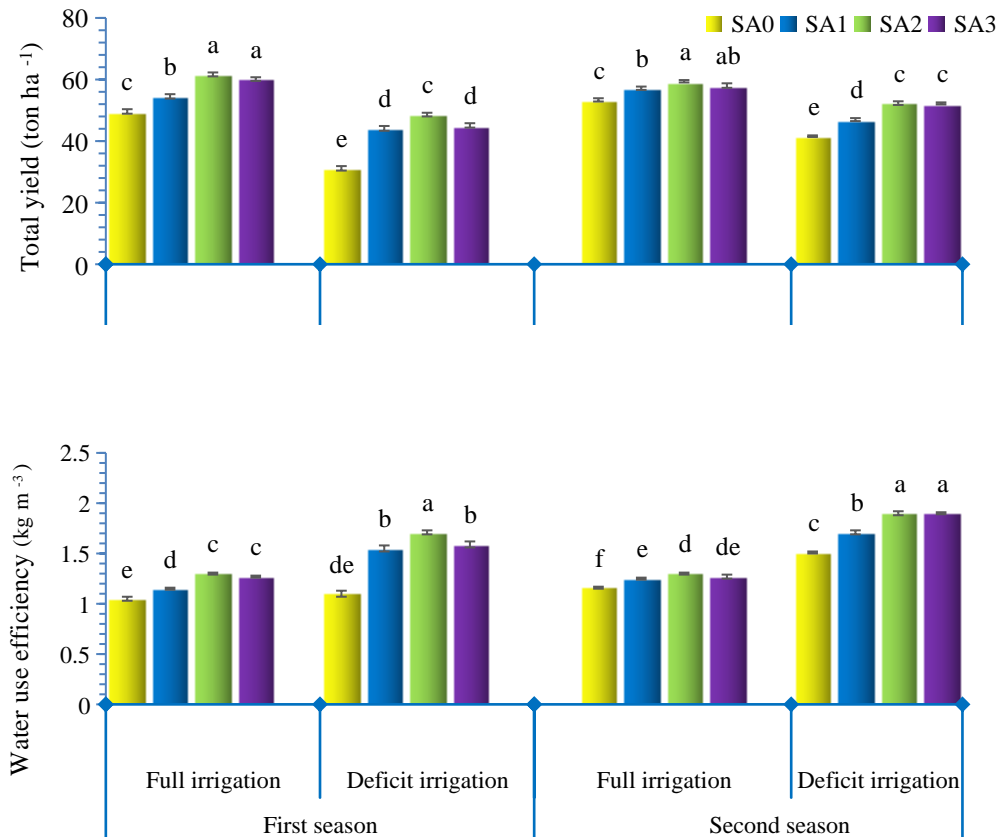 SA0 SA1 SA2 SA3
Total yield (ton ha -1)
80
60
40
20
0
c b a a
e d c d
c b a ab
e d c c
Water use efficiency (kg m -3)
2.5
2
1.5
1
0.5
0
e d c c
de b a b
f e d de
c b a a
Full irrigation Deficit irrigation Full irrigation Deficit irrigation
First season Second season